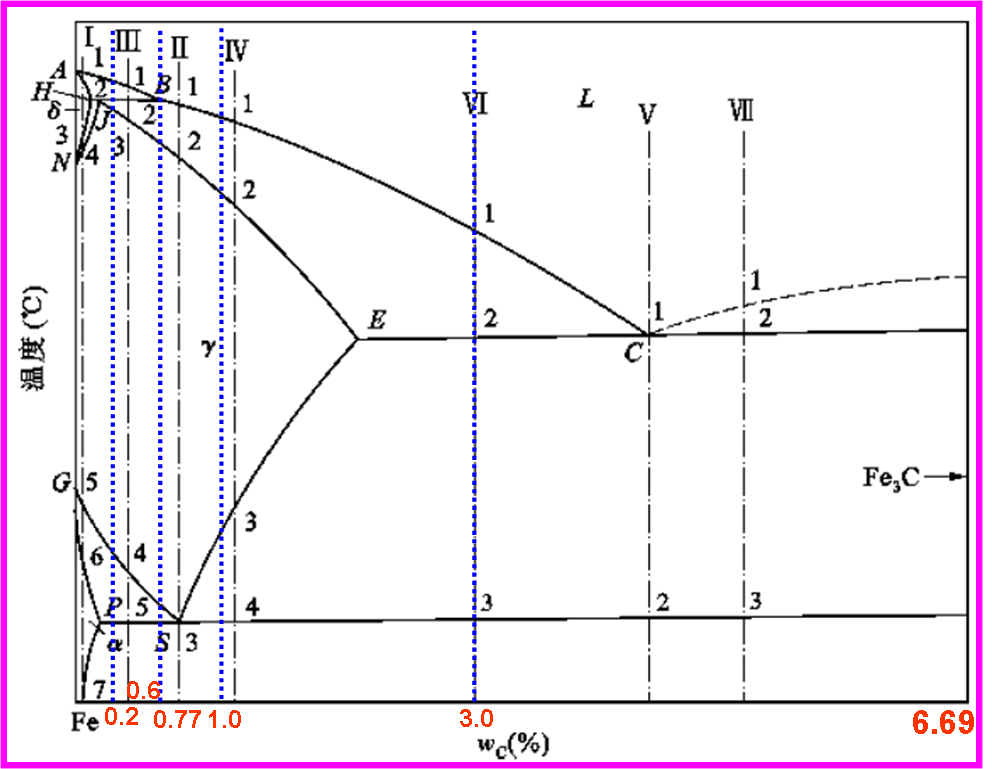 I III II IV
VI L V VII
A 1 1 B 1 1
H 2
δ J 2
3 3 2
N 4 2
1
1 1
E 2 2
C
γ
温度(℃)
G 5
Fe₃C
3
6 4
P 5 4 3 2 3
α S 3
7 0.6
Fe 0.2 0.77 1.0 3.0 6.69
w_C(%)